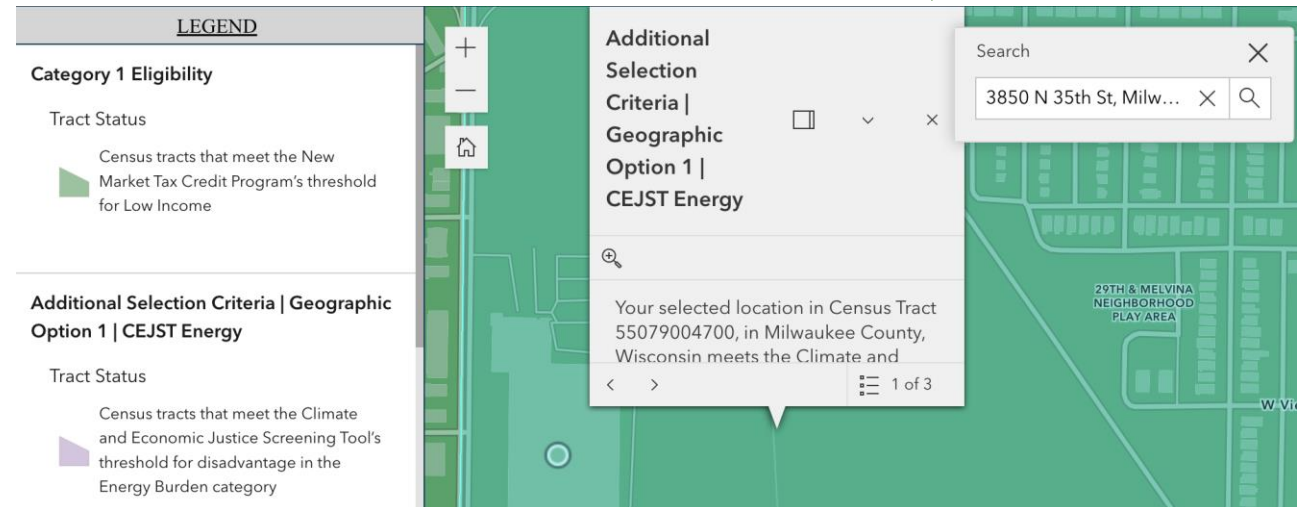 LEGEND
Category 1 Eligibility
Tract Status
Census tracts that meet the New
Market Tax Credit Program's threshold
for Low Income
Additional Selection Criteria | Geographic
Option 1 | CEJST Energy
Tract Status
Census tracts that meet the Climate
and Economic Justice Screening Tool's
threshold for disadvantage in the
Energy Burden category
Additional
Selection
Criteria |
Geographic
Option 1 |
CEJST Energy
Your selected location in Census Tract
55079004700, in Milwaukee County,
Wisconsin meets the Climate and
1 of 3
Search
3850 N 35th St, Milw...
29TH & MELVINA
NEIGHBORHOOD
PLAY AREA
W Vi